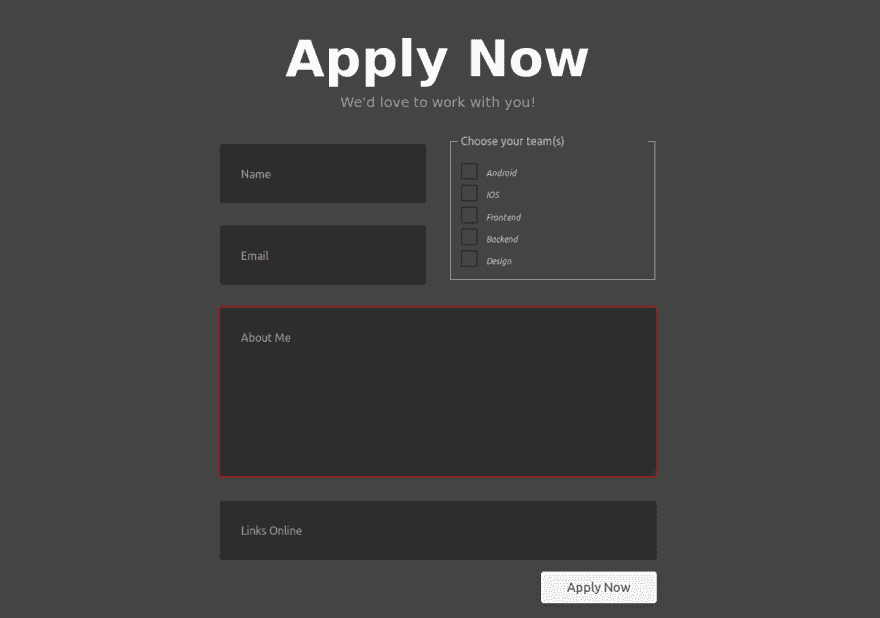 Apply Now
We'd love to work with you!
Name
Email
Choose your team(s)
Android
IOS
Frontend
Backend
Design
About Me
Links Online
Apply Now